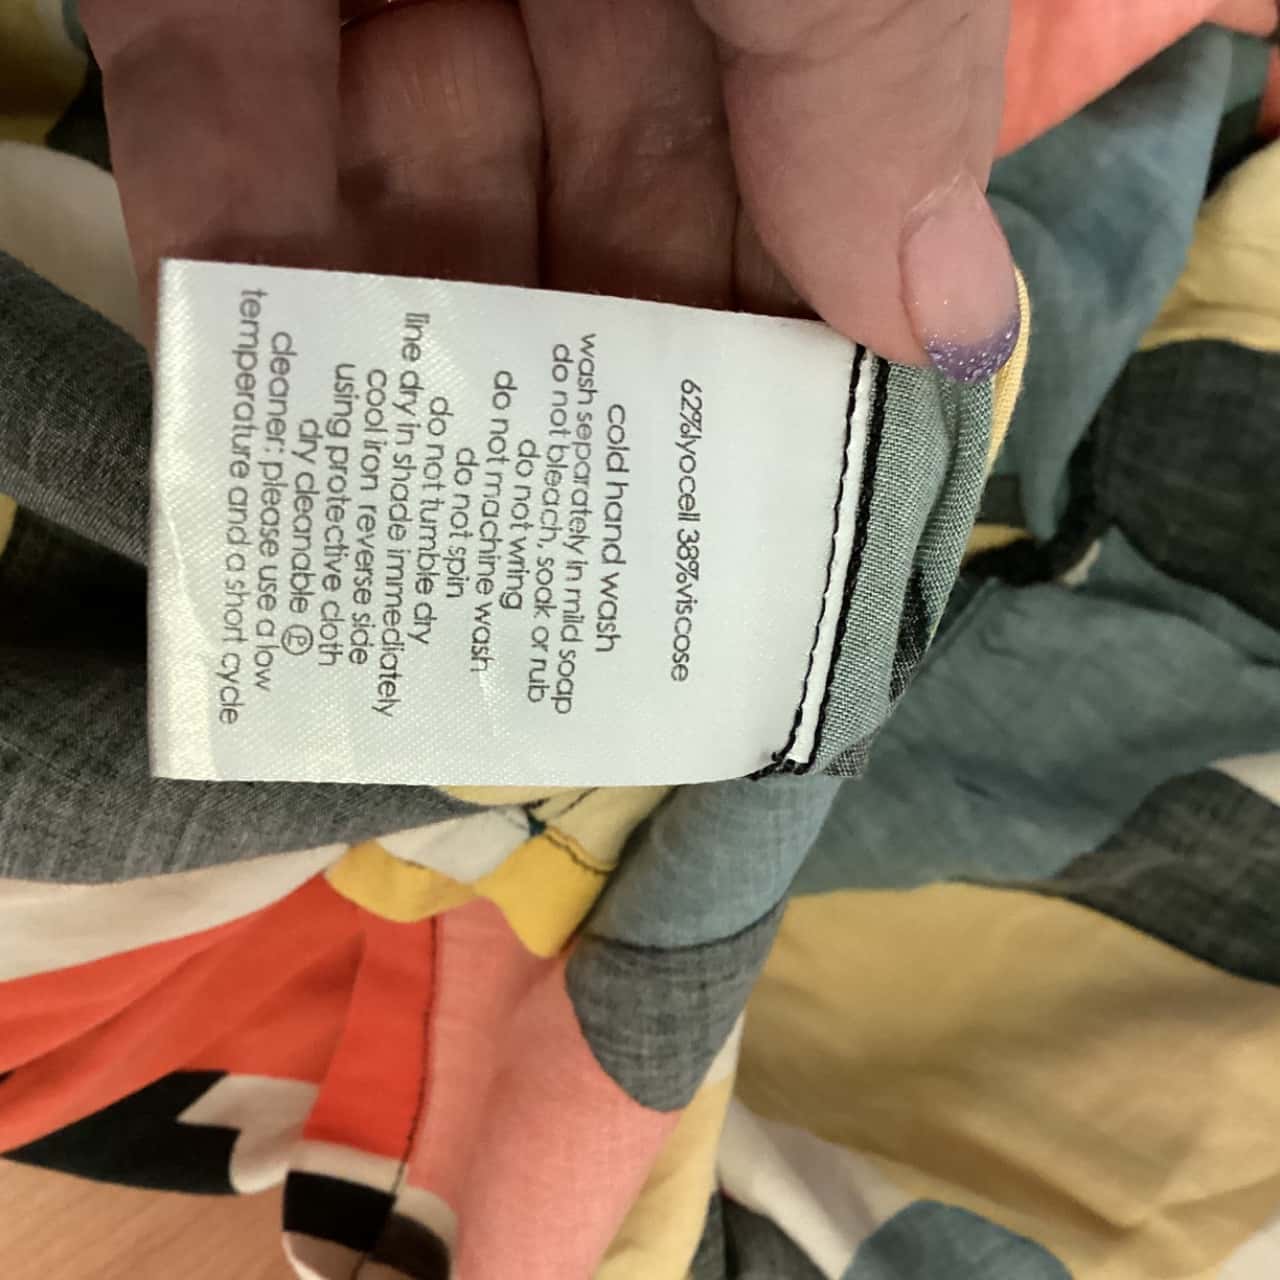 62%lyocell 38%viscose
cold hand wash
wash separately in mild soap
do not bleach, soak or rub
do not wring
do not machine wash
do not spin
do not tumble dry
line dry in shade immediately
cool iron reverse side
using protective cloth
dry cleanable Ⓟ
cleaner: please use a low
temperature and a short cycle